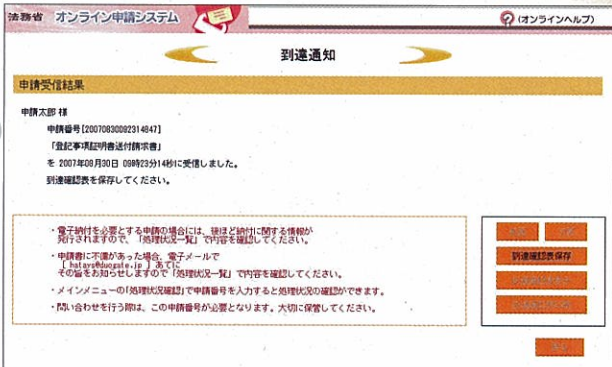 法務省 オンライン申請システム
(オンラインヘルプ)
到達通知
申請受信結果
申請太郎 様
申請番号[20070830092314847]
「登記事項証明書送付請求書」
を 2007年08月30日 09時23分14秒に受信しました。
到達確認表を保存してください。
・電子納付を必要とする申請の場合には、後ほど納付に関する情報が
発行されますので、「処理状況一覧」で内容を確認してください。
・申請書に不備があった場合、電子メールで
[ hatayo@duogate.jp ] あてに
その旨をお知らせしますので「処理状況一覧」で内容を確認してください。
・メインメニューの「処理状況確認」で申請番号を入力すると処理状況の確認ができます。
・問い合わせを行う際は、この申請番号が必要となります。大切に保管してください。
到達確認表保存